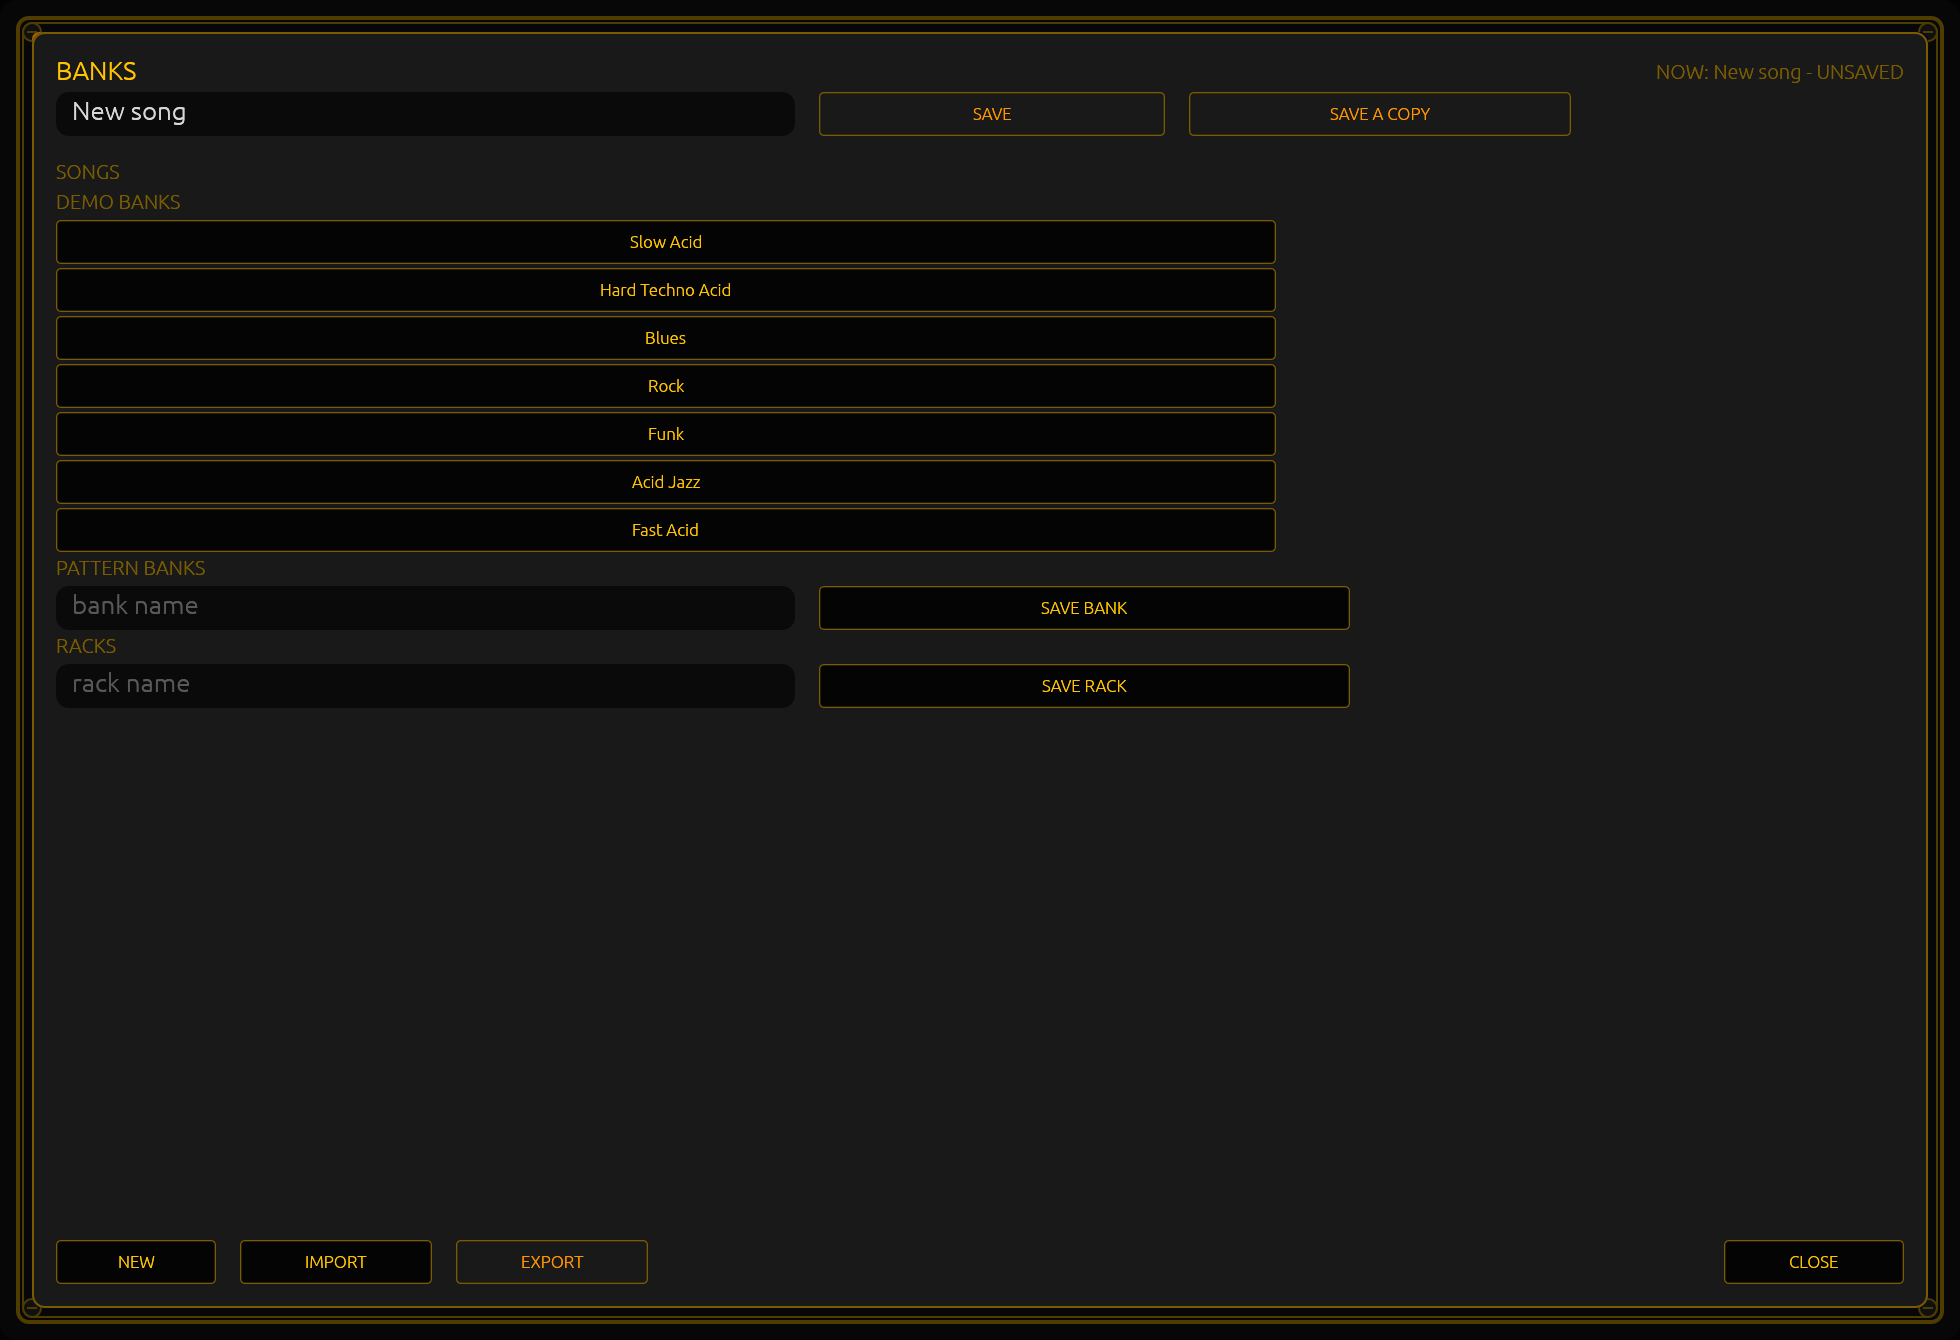 BANKS
NOW: New song - UNSAVED
New song
SAVE
SAVE A COPY
SONGS
DEMO BANKS
Slow Acid
Hard Techno Acid
Blues
Rock
Funk
Acid Jazz
Fast Acid
PATTERN BANKS
bank name
SAVE BANK
RACKS
rack name
SAVE RACK
NEW
IMPORT
EXPORT
CLOSE